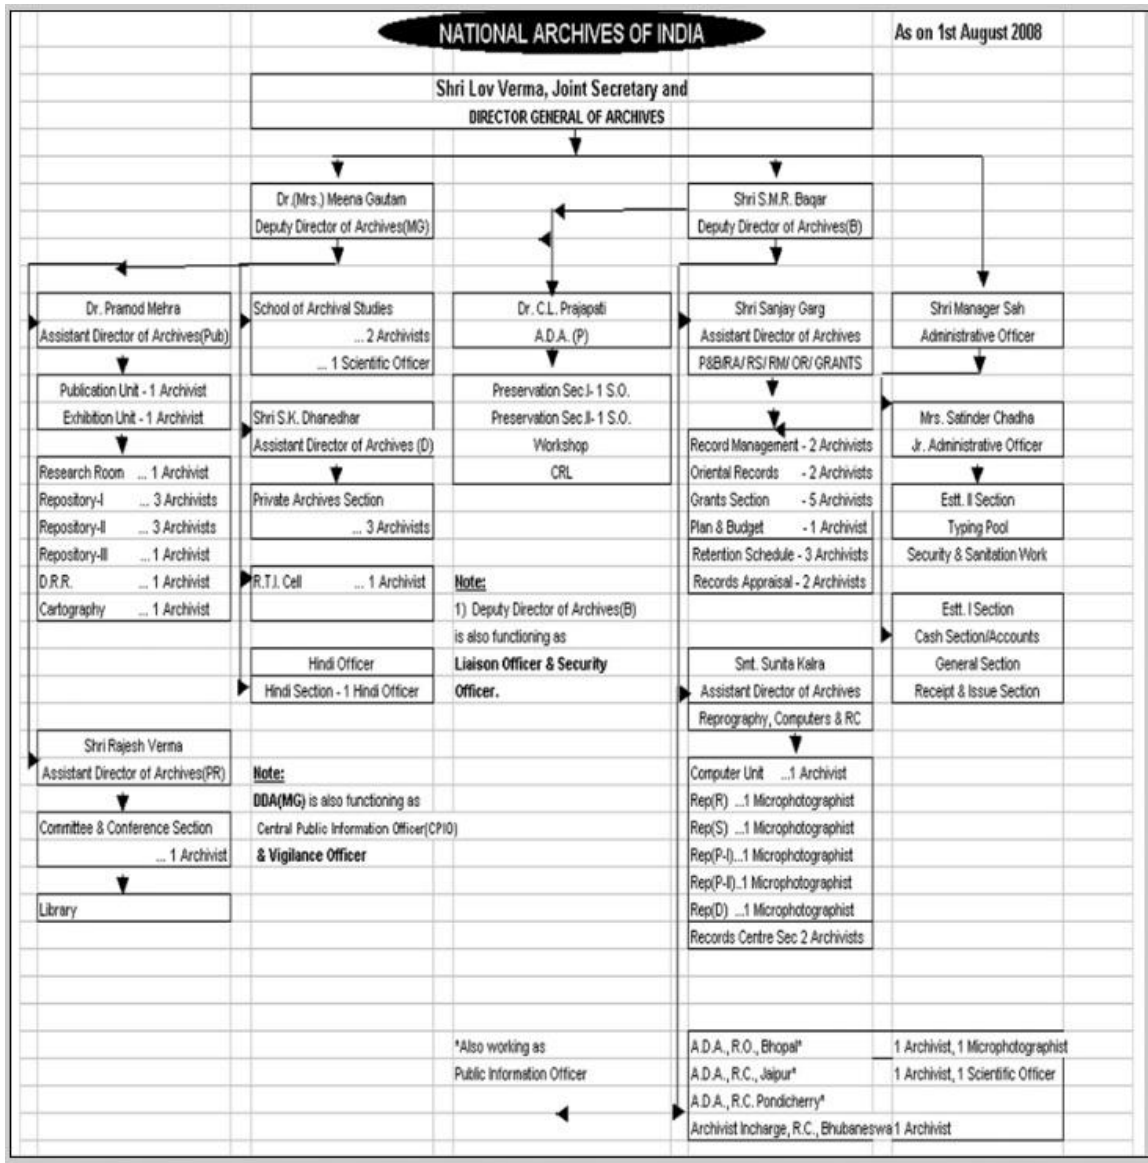 NATIONAL ARCHIVES OF INDIA
As on 1st August 2008
Shri Lov Verma, Joint Secretary and
DIRECTOR GENERAL OF ARCHIVES
Dr.(Mrs.) Meena Gautam
Deputy Director of Archives(MG)
Shri S.M.R. Baqar
Deputy Director of Archives(B)
Dr. Pramod Mehra
Assistant Director of Archives(Pub)
Publication Unit - 1 Archivist
Exhibition Unit - 1 Archivist
Research Room ... 1 Archivist
Repository-I ... 3 Archivists
Repository-II ... 3 Archivists
Repository-III ... 1 Archivist
D.R.R. ... 1 Archivist
Cartography ... 1 Archivist
Shri Rajesh Verma
Assistant Director of Archives(PR)
Committee & Conference Section
... 1 Archivist
Library
School of Archival Studies
... 2 Archivists
... 1 Scientific Officer
Shri S.K. Dhanedhar
Assistant Director of Archives (D)
Private Archives Section
... 3 Archivists
R.T.I. Cell ... 1 Archivist
Hindi Officer
Hindi Section - 1 Hindi Officer
Note:
DDA(MG) is also functioning as
Central Public Information Officer(CPIO)
& Vigilance Officer
Dr. C.L. Prajapati
A.D.A. (P)
Preservation Sec.I- 1 S.O.
Preservation Sec.II- 1 S.O.
Workshop
CRL
Note:
1) Deputy Director of Archives(B)
is also functioning as
Liaison Officer & Security
Officer.
Shri Sanjay Garg
Assistant Director of Archives
P&B/RA/ RS/ RM/ OR/ GRANTS
Record Management - 2 Archivists
Oriental Records - 2 Archivists
Grants Section - 5 Archivists
Plan & Budget - 1 Archivist
Retention Schedule - 3 Archivists
Records Appraisal - 2 Archivists
Smt. Sunita Kalra
Assistant Director of Archives
Reprography, Computers & RC
Computer Unit ...1 Archivist
Rep(R) ...1 Microphotographist
Rep(S) ...1 Microphotographist
Rep(P-I)...1 Microphotographist
Rep(P-II)..1 Microphotographist
Rep(D) ...1 Microphotographist
Records Centre Sec 2 Archivists
Shri Manager Sah
Administrative Officer
Mrs. Satinder Chadha
Jr. Administrative Officer
Estt. II Section
Typing Pool
Security & Sanitation Work
Estt. I Section
Cash Section/Accounts
General Section
Receipt & Issue Section
*Also working as
Public Information Officer
A.D.A., R.O., Bhopal* 1 Archivist, 1 Microphotographist
A.D.A., R.C., Jaipur* 1 Archivist, 1 Scientific Officer
A.D.A., R.C. Pondicherry*
Archivist Incharge, R.C., Bhubaneswa 1 Archivist